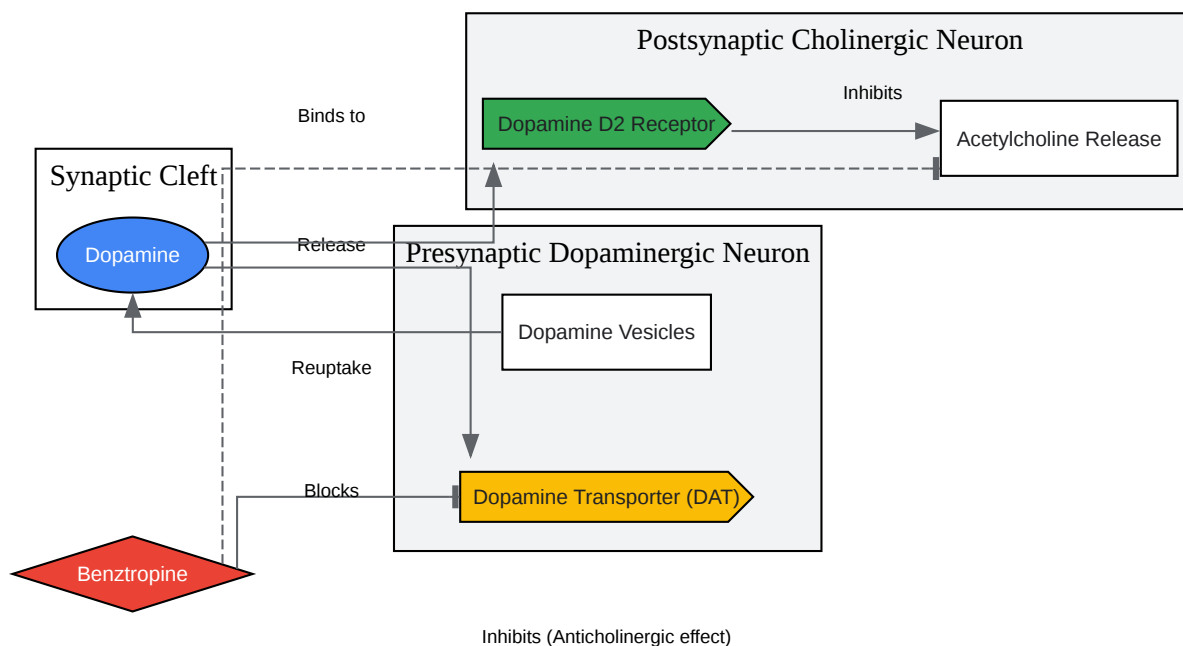 Postsynaptic Cholinergic Neuron
Inhibits
Binds to
Dopamine D2 Receptor
Acetylcholine Release
Synaptic Cleft
Dopamine
Release
Presynaptic Dopaminergic Neuron
Dopamine Vesicles
Reuptake
Blocks
Dopamine Transporter (DAT)
Benztropine
Inhibits (Anticholinergic effect)